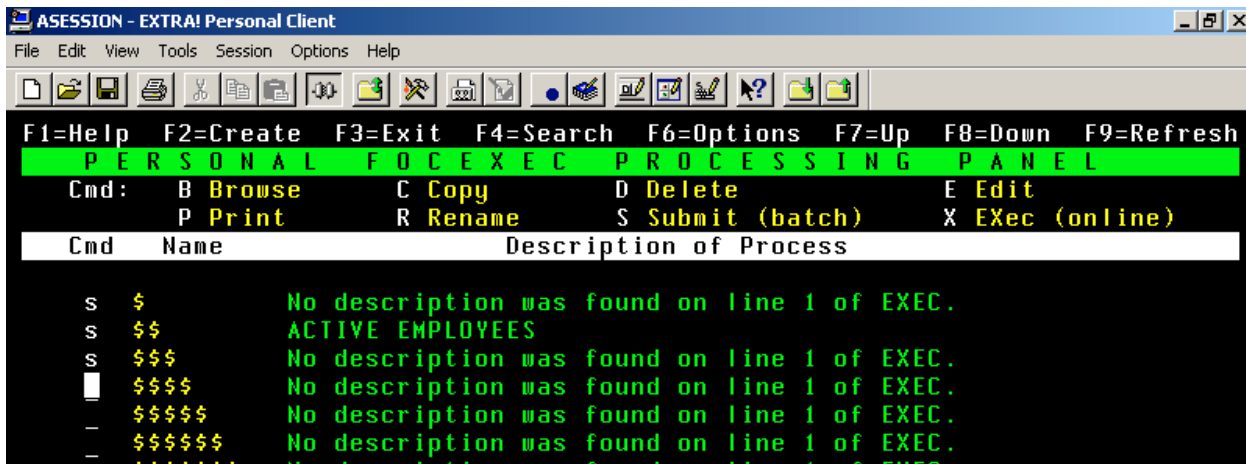 ASESSION - EXTRA! Personal Client
File Edit View Tools Session Options Help
F1=Help F2=Create F3=Exit F4=Search F6=Options F7=Up F8=Down F9=Refresh
P E R S O N A L F O C E X E C P R O C E S S I N G P A N E L
Cmd: B Browse C Copy D Delete E Edit
P Print R Rename S Submit (batch) X EXec (online)
Cmd Name Description of Process
s $ No description was found on line 1 of EXEC.
s $$ ACTIVE EMPLOYEES
s $$$ No description was found on line 1 of EXEC.
_ $$$$ No description was found on line 1 of EXEC.
_ $$$$$ No description was found on line 1 of EXEC.
_ $$$$$$ No description was found on line 1 of EXEC.